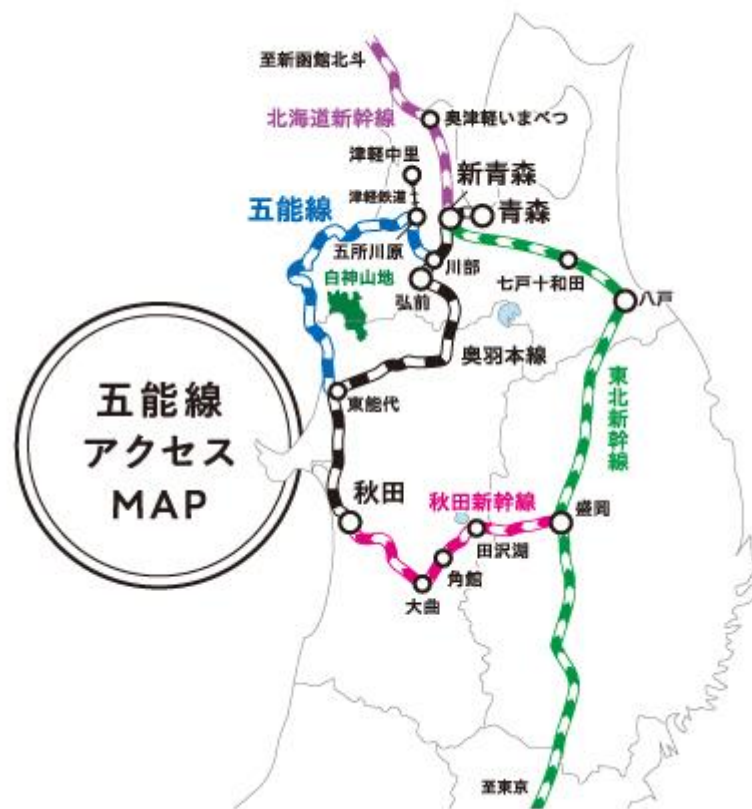 至新函館北斗
北海道新幹線
奥津軽いまべつ
津軽中里
新青森
津軽鉄道
青森
五能線
五所川原
川部
七戸十和田
白神山地
弘前
八戸
奥羽本線
東北新幹線
東能代
五能線
アクセス
MAP
秋田
秋田新幹線
盛岡
田沢湖
角館
大曲
至東京